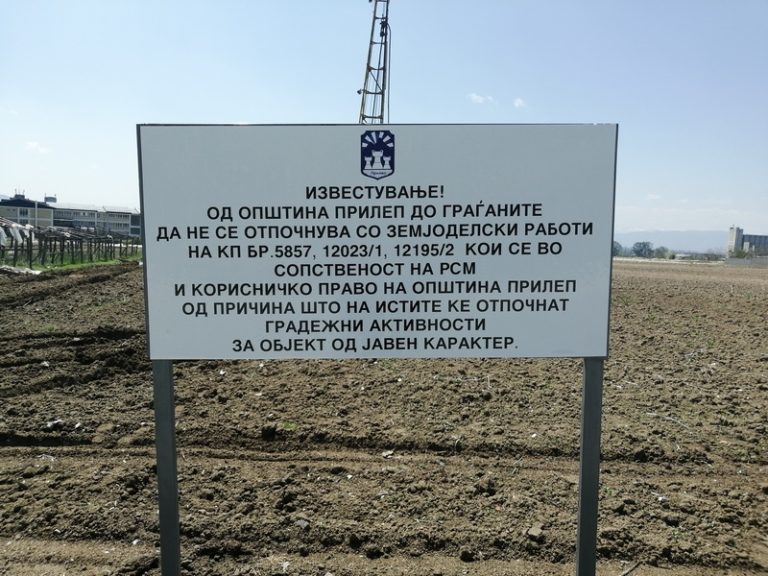 Прилеп
ИЗВЕСТУВАЊЕ!
ОД ОПШТИНА ПРИЛЕП ДО ГРАЃАНИТЕ
ДА НЕ СЕ ОТПОЧНУВА СО ЗЕМЈОДЕЛСКИ РАБОТИ
НА КП БР.5857, 12023/1, 12195/2 КОИ СЕ ВО
СОПСТВЕНОСТ НА РСМ
И КОРИСНИЧКО ПРАВО НА ОПШТИНА ПРИЛЕП
ОД ПРИЧИНА ШТО НА ИСТИТЕ КЕ ОТПОЧНАТ
ГРАДЕЖНИ АКТИВНОСТИ
ЗА ОБЈЕКТ ОД ЈАВЕН КАРАКТЕР.